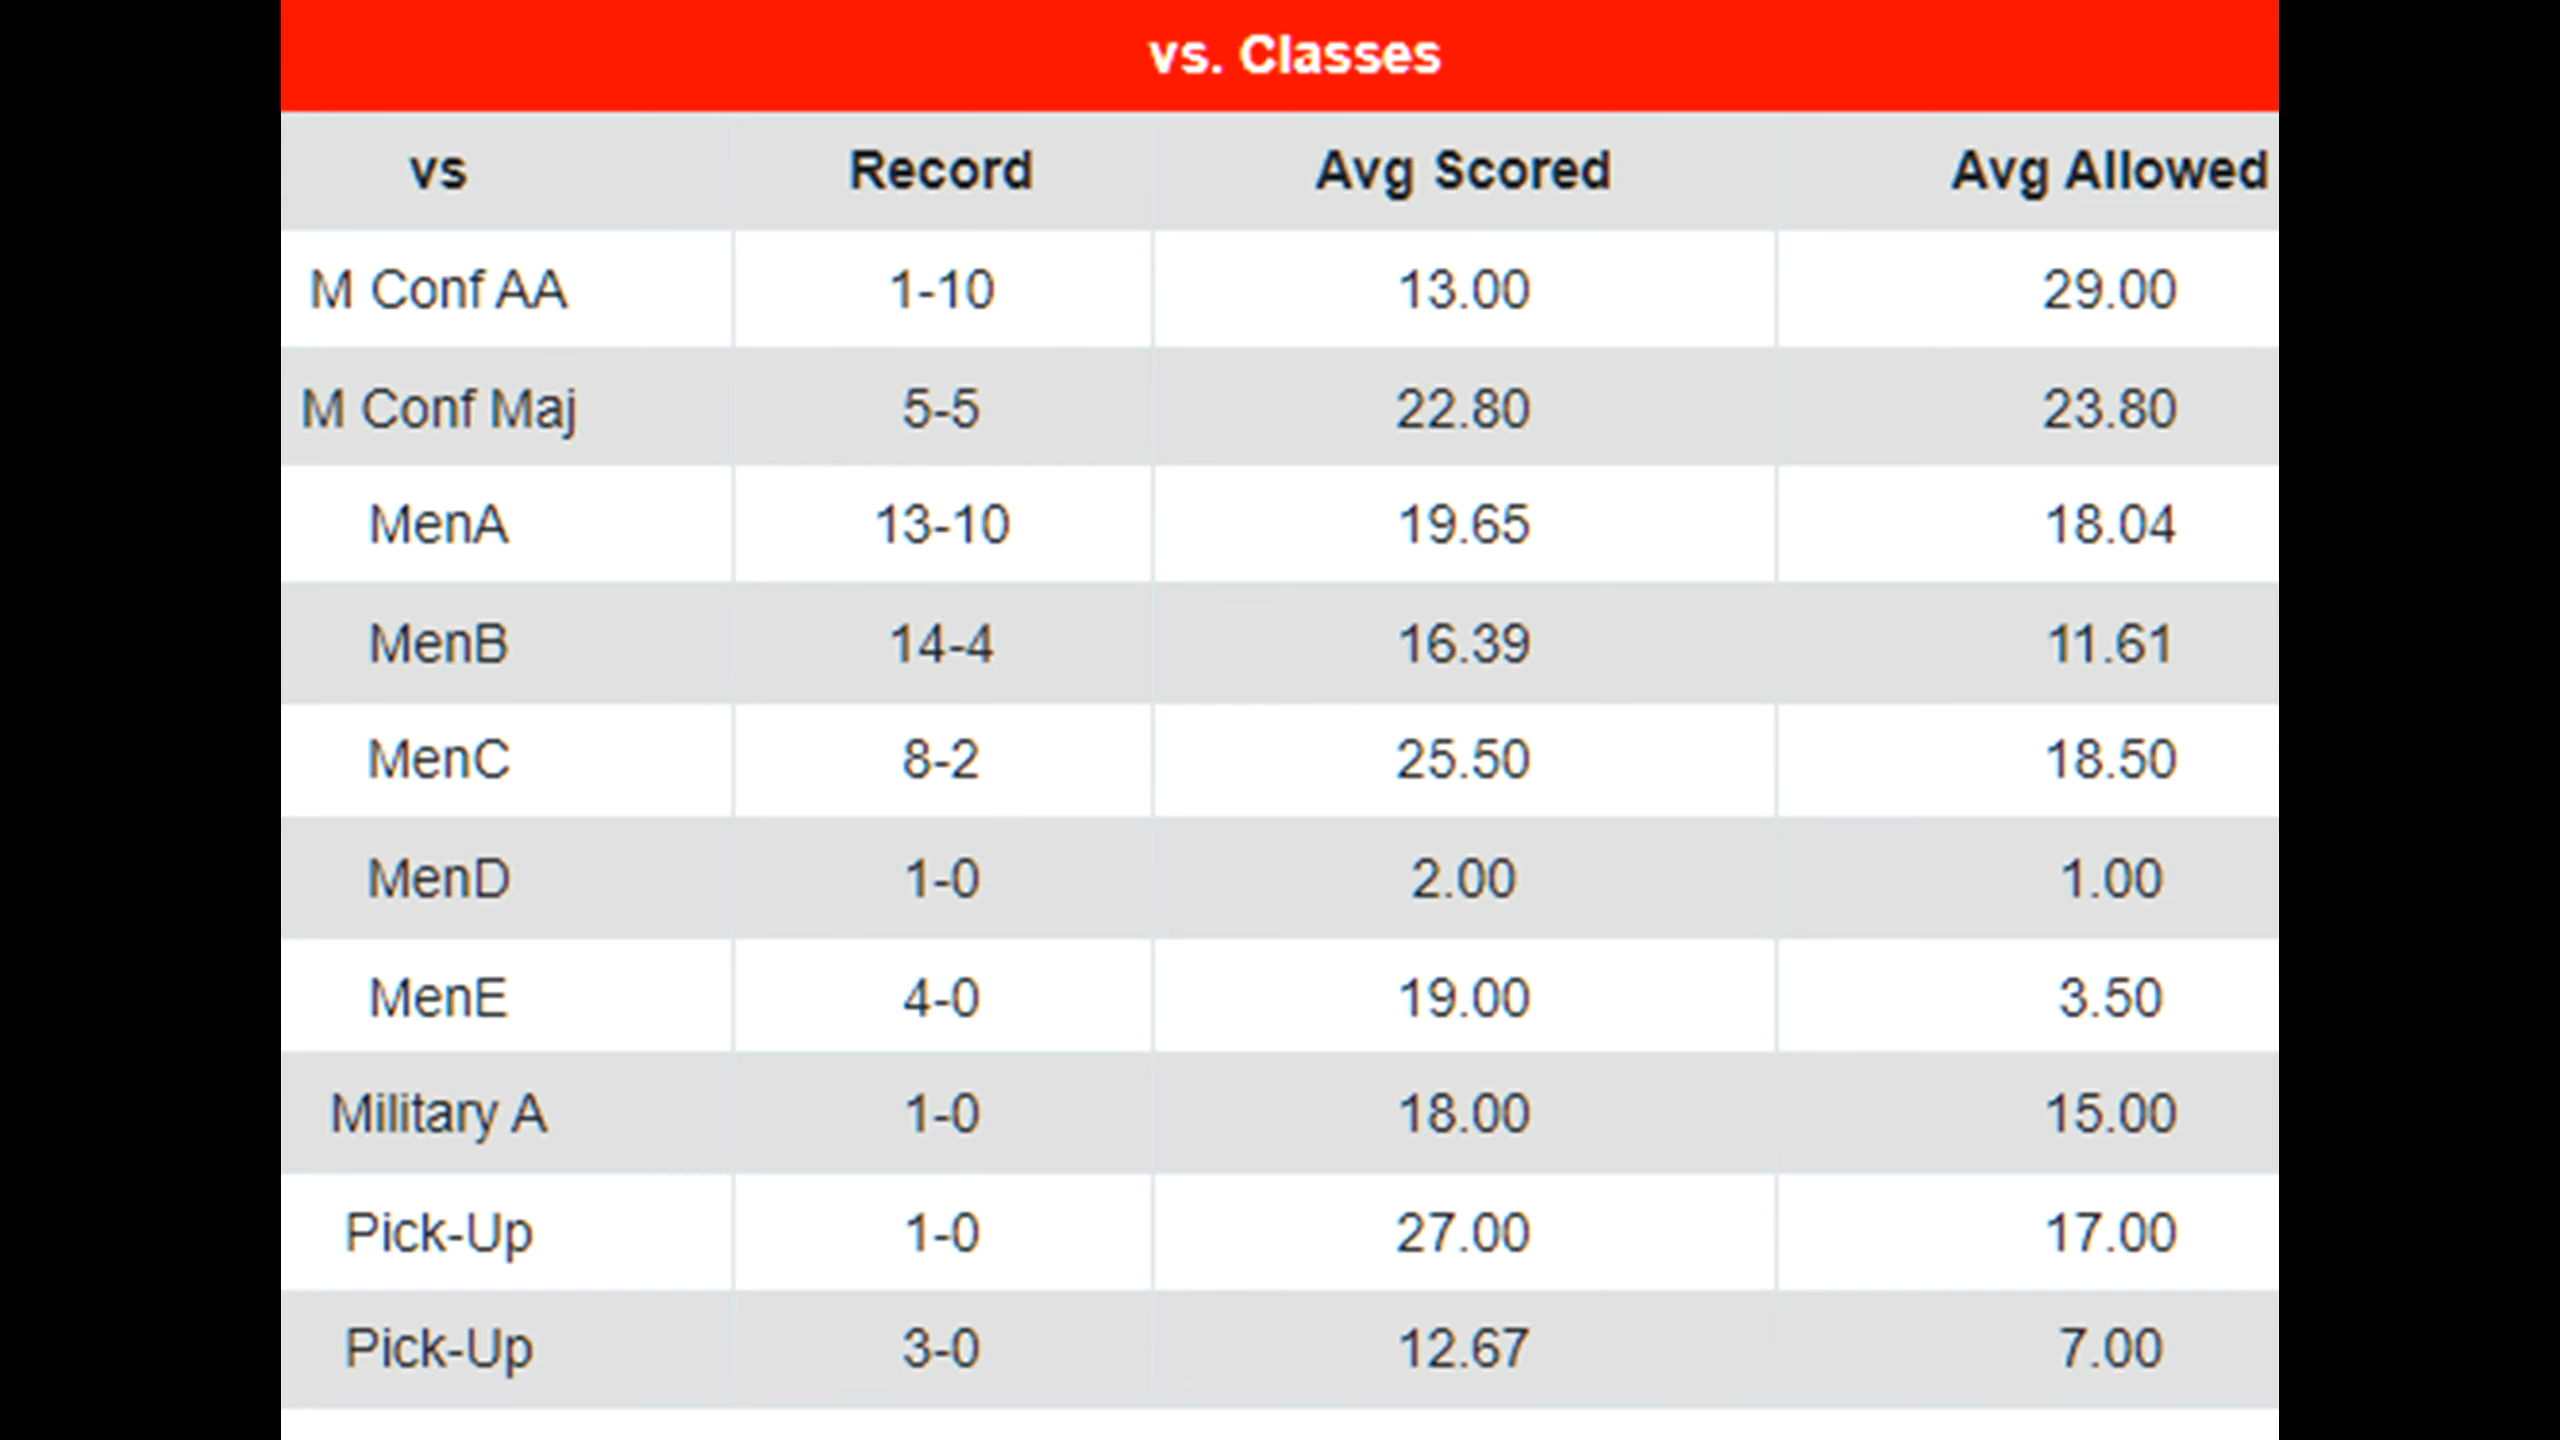 vs. Classes
vs Record Avg Scored Avg Allowed
M Conf AA 1-10 13.00 29.00
M Conf Maj 5-5 22.80 23.80
MenA 13-10 19.65 18.04
MenB 14-4 16.39 11.61
MenC 8-2 25.50 18.50
MenD 1-0 2.00 1.00
MenE 4-0 19.00 3.50
Military A 1-0 18.00 15.00
Pick-Up 1-0 27.00 17.00
Pick-Up 3-0 12.67 7.00